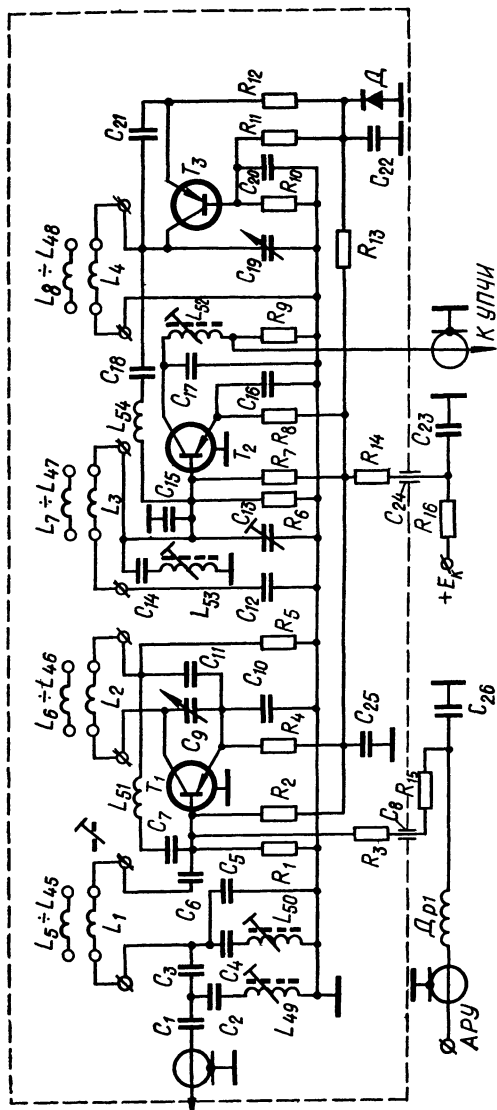 L5÷L45
L6÷L46
L7÷L47
L8÷L48
L1
L2
L3
L4
L51
L54
C18
C21
C14
L53
C15
L52
T1
T2
T3
C1
C3
C6
C7
C9
C11
C17
C19
C20
C2
C4
C5
C10
C12
C13
C16
L49
L50
R1
R2
R4
R5
R6
R7
R8
R9
R10
R11
R12
R3
C8
C25
R13
C22
Д
R15
R14
C24
АРУ
Др1
C26
+Eк
R16
C23
К УПЧИ